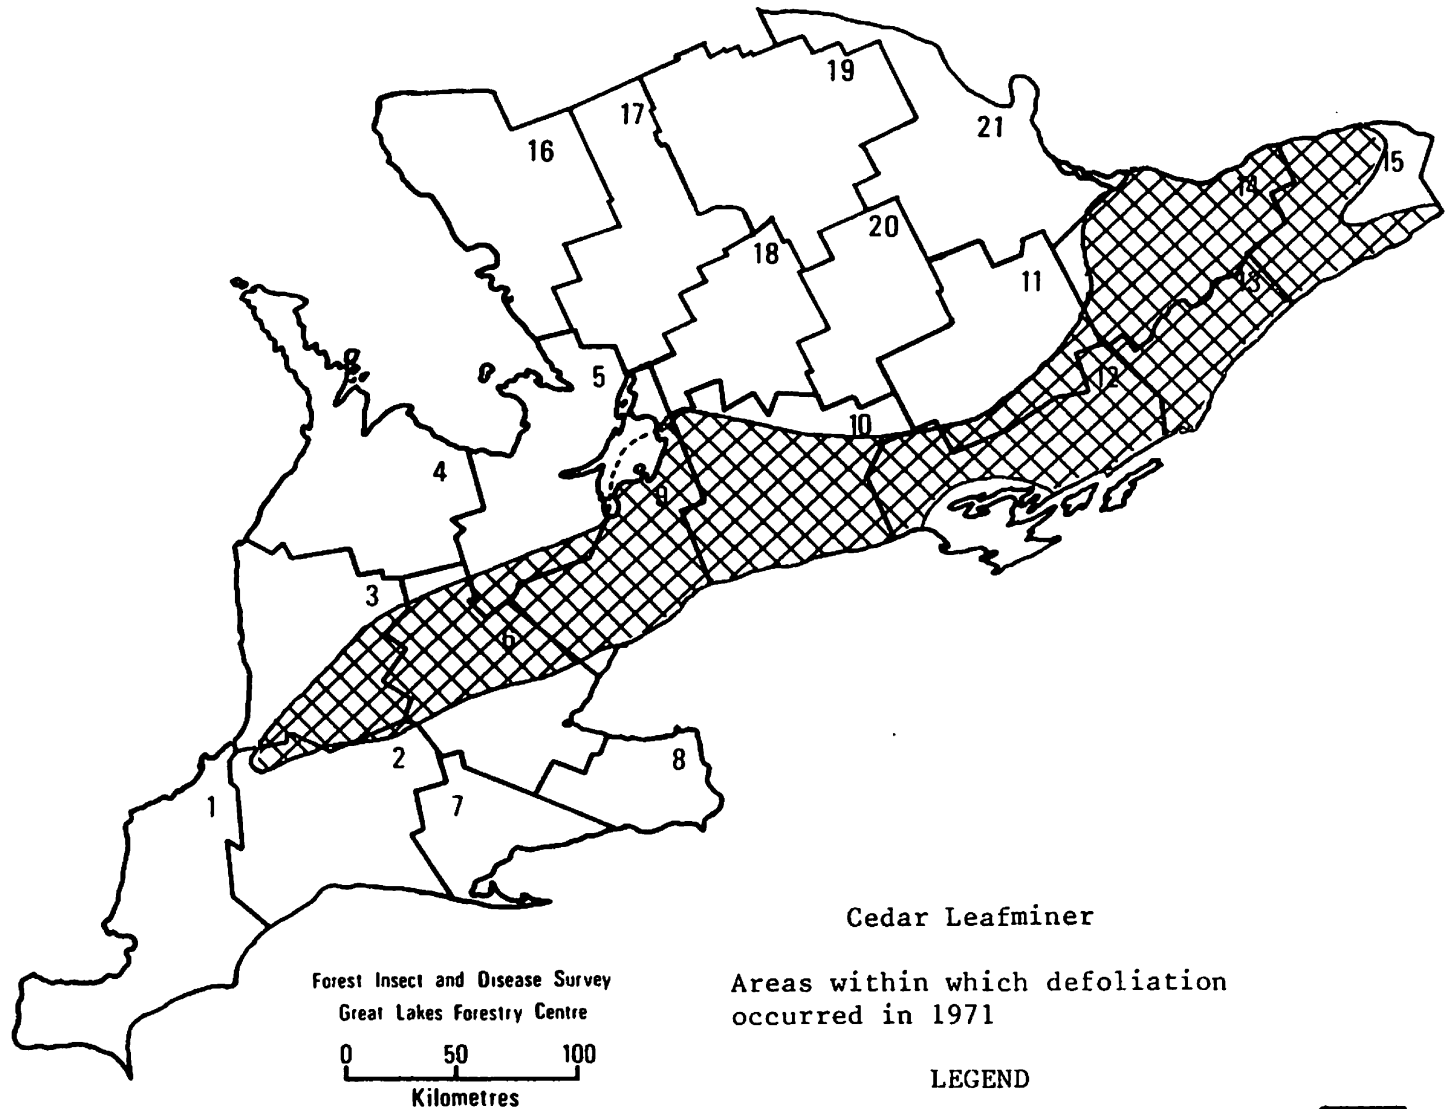 19
17
21
16
15
14
20
18
11
13
5
12
10
4
9
3
6
2
8
1
7
Cedar Leafminer
Forest Insect and Disease Survey
Great Lakes Forestry Centre
Areas within which defoliation
occurred in 1971
0 50 100
Kilometres
LEGEND